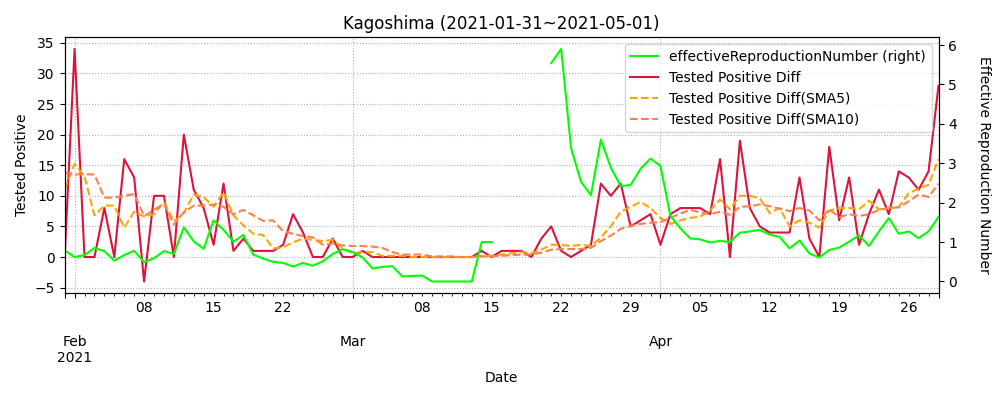 Kagoshima (2021-01-31~2021-05-01)
effectiveReproductionNumber (right)
Tested Positive Diff
Tested Positive Diff(SMA5)
Tested Positive Diff(SMA10)
Tested Positive
35
30
25
20
15
10
5
0
−5
Effective Reproduction Number
6
5
4
3
2
1
0
08 15 22 08 15 22 29 05 12 19 26
Feb Mar Apr
2021
Date